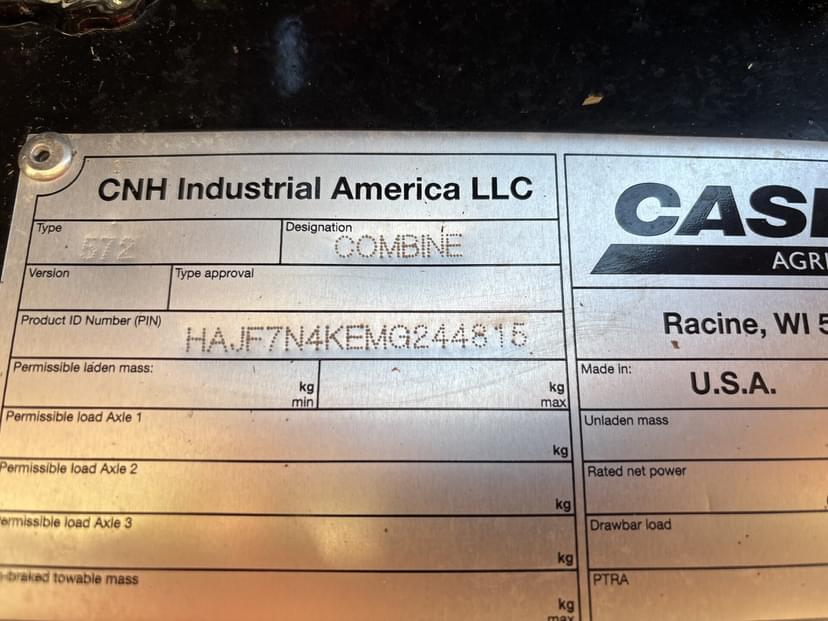 CNH Industrial America LLC
CASE
AGRI
Type
572
Designation
COMBINE
Version
Type approval
Product ID Number (PIN)
HAJF7N4KEMG244815
Racine, WI 5
Permissible laden mass:
kg
min
kg
max
Made in:
U.S.A.
Permissible load Axle 1
kg
Unladen mass
Permissible load Axle 2
kg
Rated net power
ermissible load Axle 3
kg
Drawbar load
-braked towable mass
kg
max
PTRA